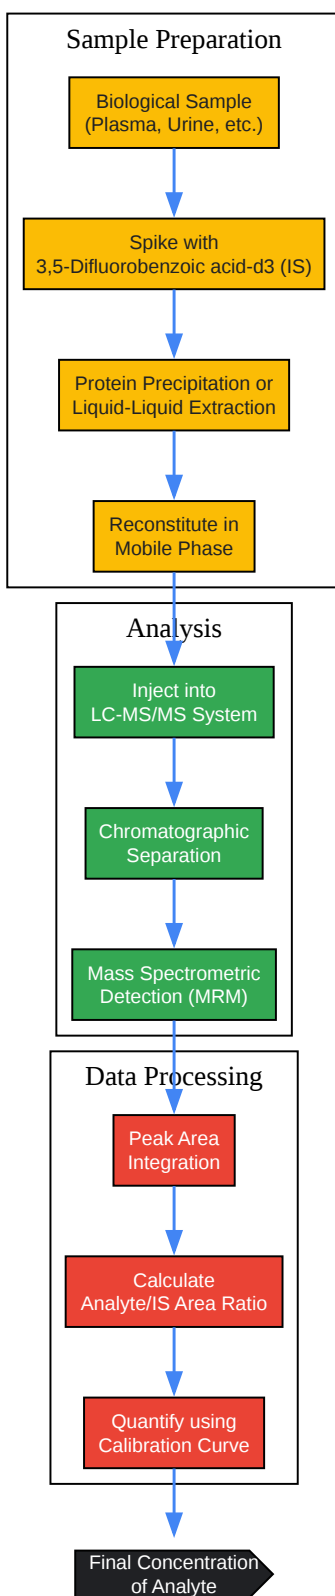 Sample Preparation
Biological Sample
(Plasma, Urine, etc.)
Spike with
3,5-Difluorobenzoic acid-d3 (IS)
Protein Precipitation or
Liquid-Liquid Extraction
Reconstitute in
Mobile Phase
Analysis
Inject into
LC-MS/MS System
Chromatographic
Separation
Mass Spectrometric
Detection (MRM)
Data Processing
Peak Area
Integration
Calculate
Analyte/IS Area Ratio
Quantify using
Calibration Curve
Final Concentration
of Analyte